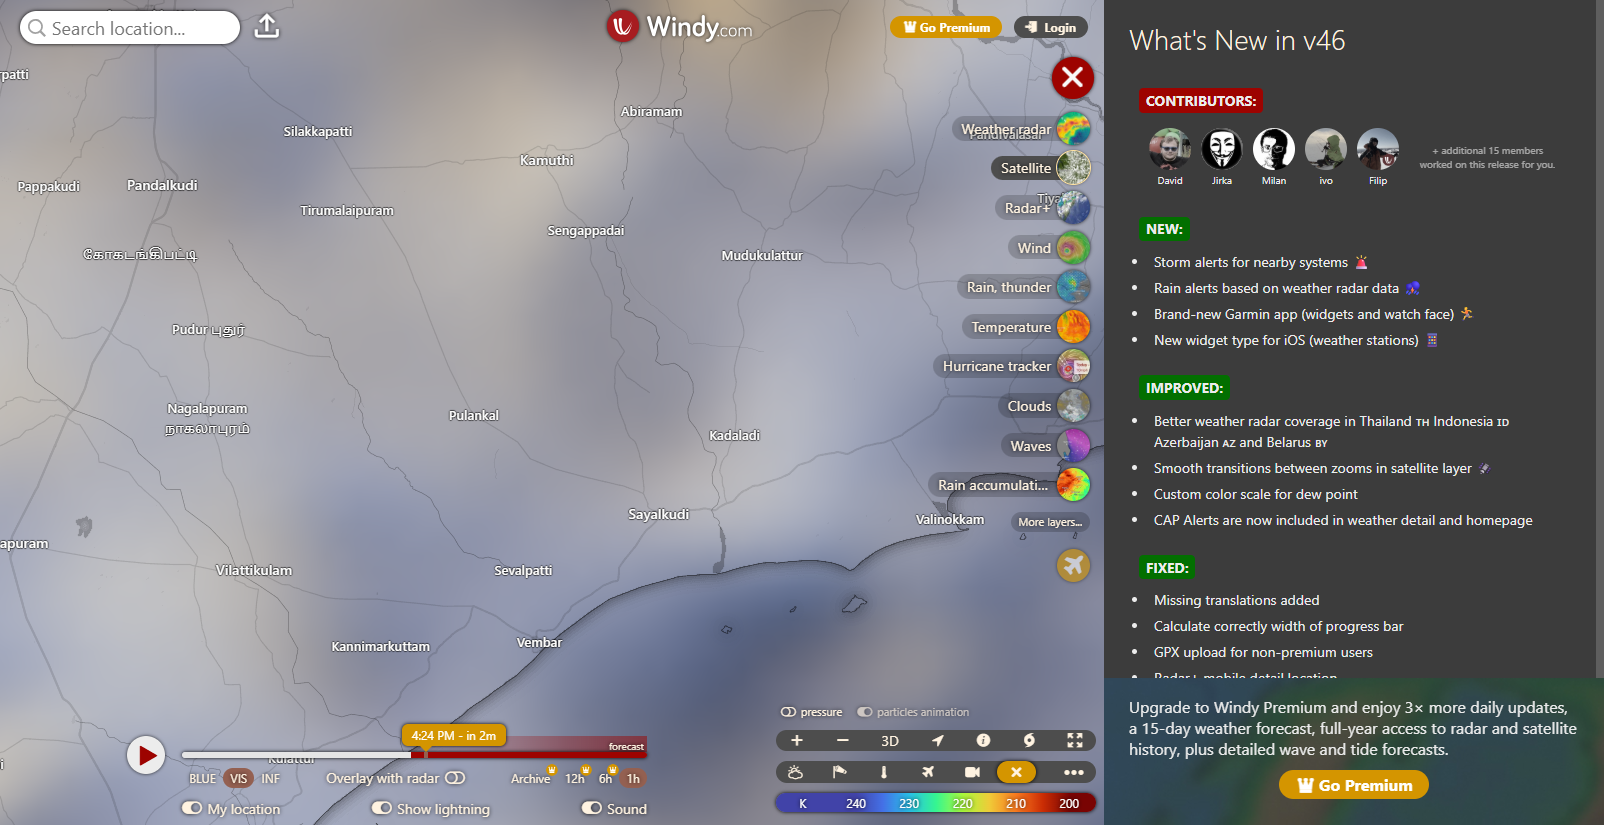 Search location...
Windy.com
Go Premium
Login
Abiramam
Silakkapatti
Kamuthi
Pappakudi
Pandalkudi
Tirumalaipuram
Sengappadai
Mudukulattur
கோகடங்கிபட்டி
Pudur புதூர்
Nagalapuram
நாகலாபுரம்
Pulankal
Kadaladi
Sayalkudi
Valinokkam
apuram
Vilattikulam
Sevalpatti
Kannimarkuttam
Vembar
Weather radar
Satellite
Radar+
Wind
Rain, thunder
Temperature
Hurricane tracker
Clouds
Waves
Rain accumulati...
More layers...
pressure
particles animation
3D
K 240 230 220 210 200
4:24 PM - in 2m
forecast
BLUE VIS INF
Overlay with radar
Archive 12h 6h 1h
My location
Show lightning
Sound
What's New in v46
CONTRIBUTORS:
David Jirka Milan ivo Filip
+ additional 15 members
worked on this release for you.
NEW:
Storm alerts for nearby systems
Rain alerts based on weather radar data
Brand-new Garmin app (widgets and watch face)
New widget type for iOS (weather stations)
IMPROVED:
Better weather radar coverage in Thailand TH Indonesia ID
Azerbaijan AZ and Belarus BY
Smooth transitions between zooms in satellite layer
Custom color scale for dew point
CAP Alerts are now included in weather detail and homepage
FIXED:
Missing translations added
Calculate correctly width of progress bar
GPX upload for non-premium users
Radar+ mobile detail location
Upgrade to Windy Premium and enjoy 3× more daily updates,
a 15-day weather forecast, full-year access to radar and satellite
history, plus detailed wave and tide forecasts.
Go Premium